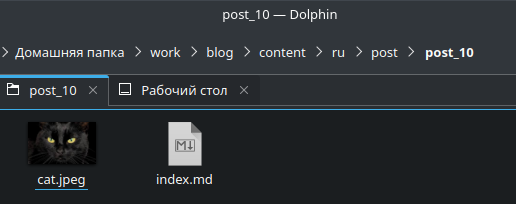 post_10 — Dolphin
> Домашняя папка > work > blog > content > ru > post > post_10
post_10 × Рабочий стол ×
cat.jpeg index.md